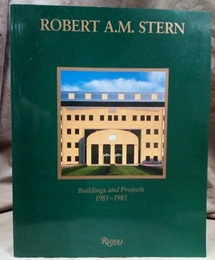 ROBERT A.M. STERN
Buildings and Projects
1981–1985
RIZZOLI